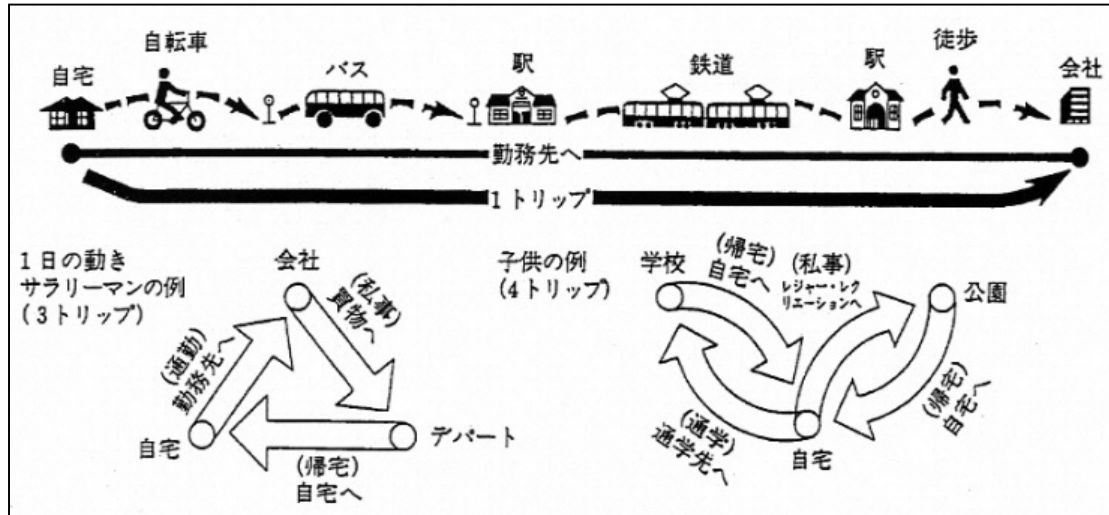 自宅
自転車
バス
駅
鉄道
駅
徒歩
会社
勤務先へ
1トリップ
1日の動き
サラリーマンの例
(3トリップ)
会社
(私事)
買物へ
(通勤)
勤務先へ
自宅
デパート
(帰宅)
自宅へ
子供の例
(4トリップ)
学校
(帰宅)
自宅へ
(私事)
レジャー・レク
リエーションへ
公園
(帰宅)
自宅へ
(通学)
通学先へ
自宅